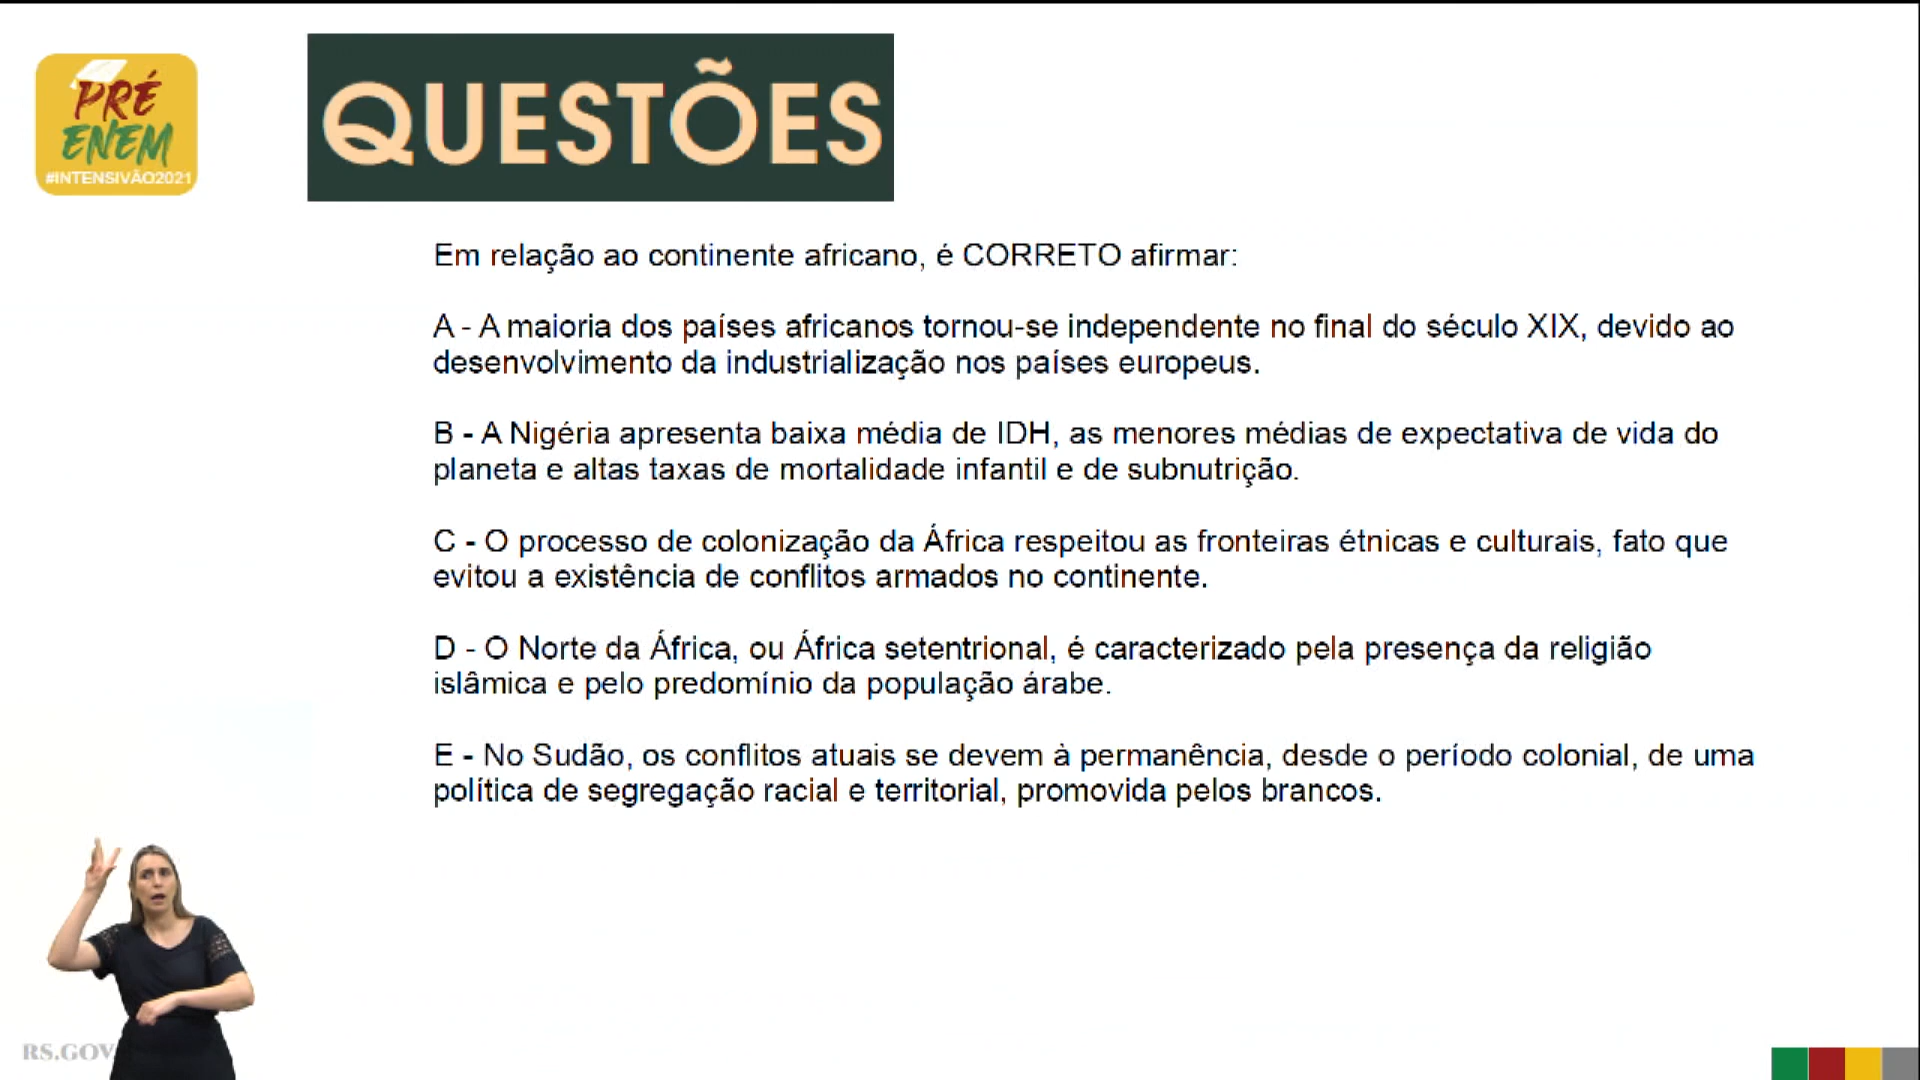 PRÉ
ENEM
#INTENSIVÃO2021
QUESTÕES
Em relação ao continente africano, é CORRETO afirmar:
A - A maioria dos países africanos tornou-se independente no final do século XIX, devido ao
desenvolvimento da industrialização nos países europeus.
B - A Nigéria apresenta baixa média de IDH, as menores médias de expectativa de vida do
planeta e altas taxas de mortalidade infantil e de subnutrição.
C - O processo de colonização da África respeitou as fronteiras étnicas e culturais, fato que
evitou a existência de conflitos armados no continente.
D - O Norte da África, ou África setentrional, é caracterizado pela presença da religião
islâmica e pelo predomínio da população árabe.
E - No Sudão, os conflitos atuais se devem à permanência, desde o período colonial, de uma
política de segregação racial e territorial, promovida pelos brancos.
RS.GOV